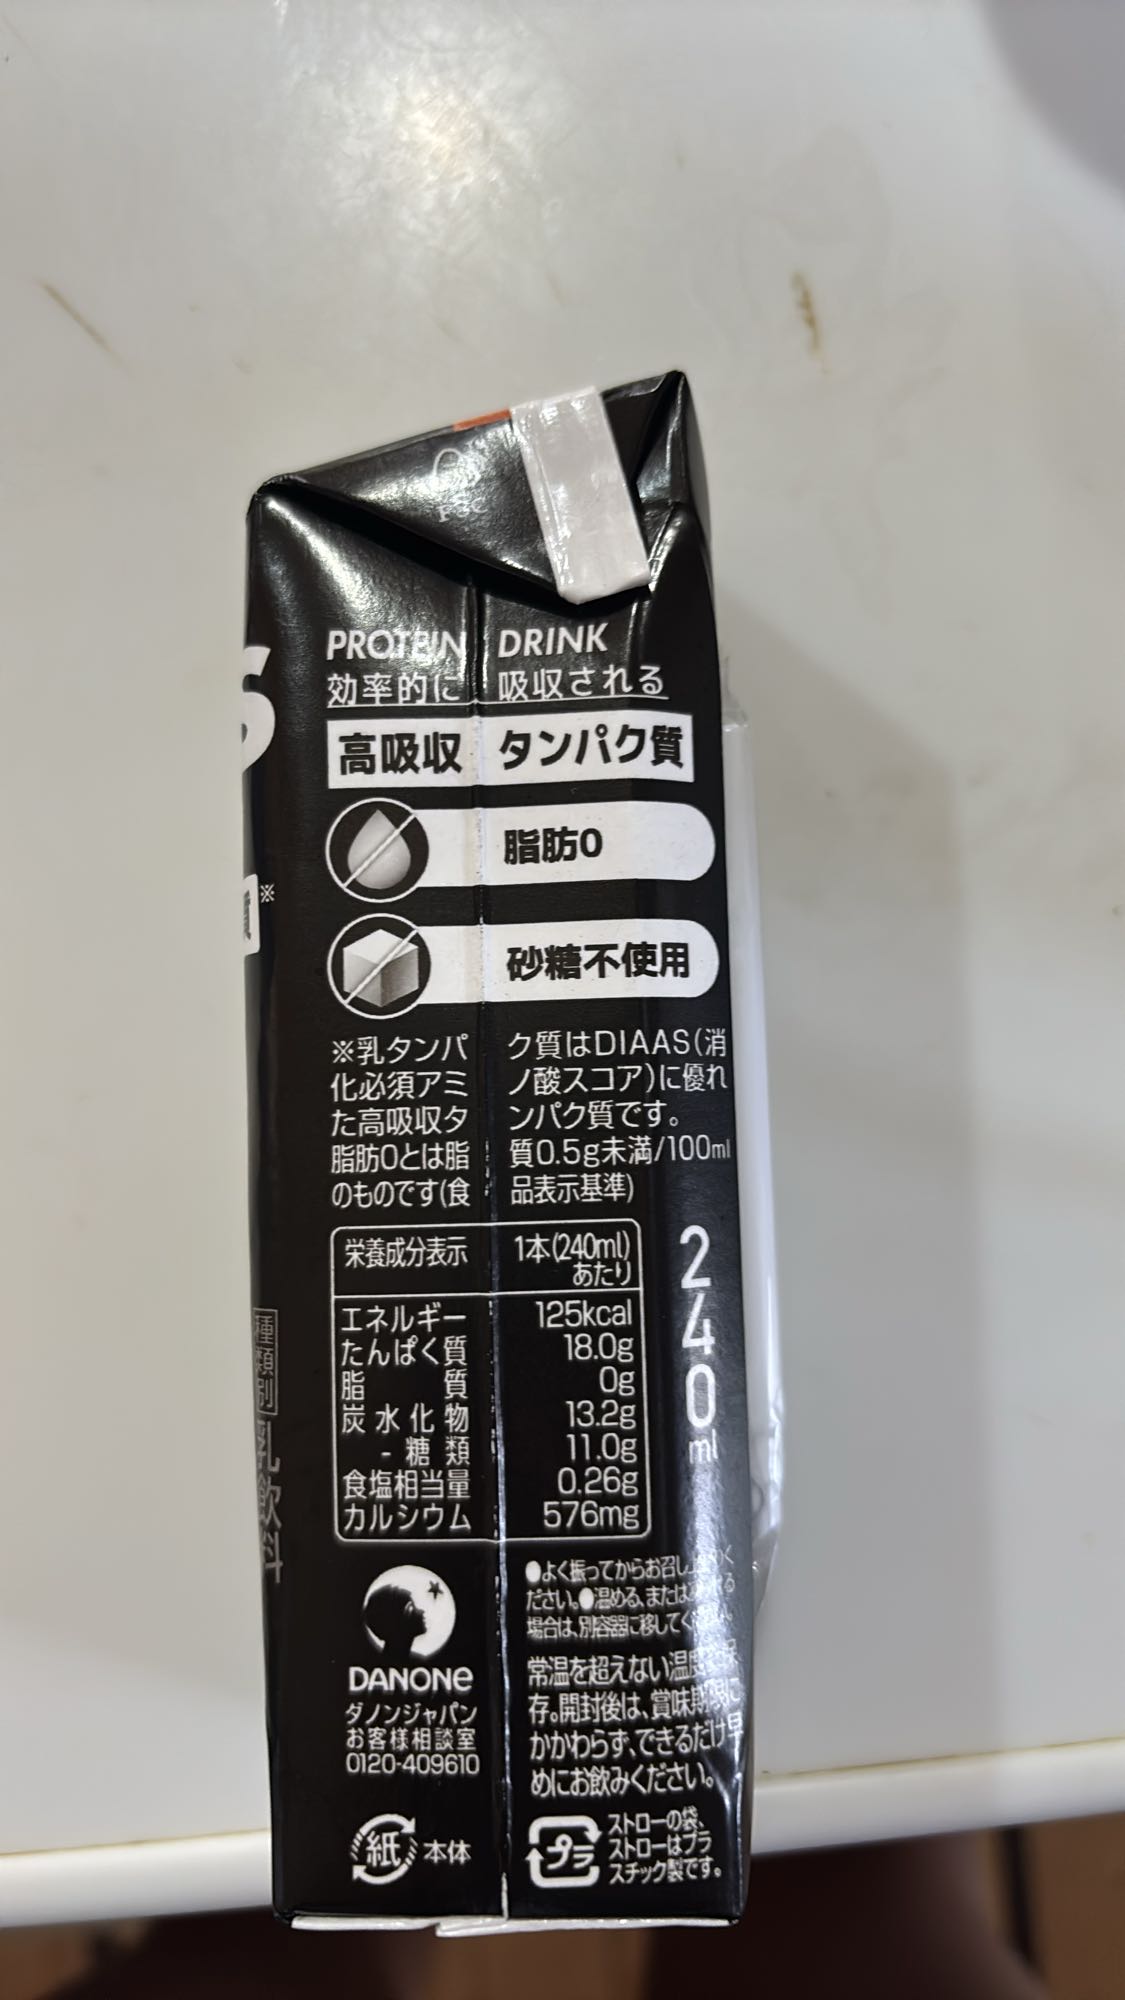 FSC
PROTEIN DRINK
効率的に吸収される
高吸収タンパク質
脂肪0
砂糖不使用
※
※乳タンパク質はDIAAS(消
化必須アミノ酸スコア)に優れ
た高吸収タンパク質です。
脂肪0とは脂質0.5g未満/100ml
のものです(食品表示基準)
栄養成分表示 1本(240ml)
あたり
エネルギー 125kcal
たんぱく質 18.0g
脂質 0g
炭水化物 13.2g
-糖類 11.0g
食塩相当量 0.26g
カルシウム 576mg
240ml
種類別 乳飲料
DANONE
ダノンジャパン
お客様相談室
0120-409610
紙 本体
●よく振ってからお召し
ださい。●温める、または
場合は、別容器に移してく
常温を超えない温度
存。開封後は、賞味期限に
かかわらず、できるだけ早
めにお飲みください。
プラ
ストローの袋、
ストローはプラ
スチック製です。